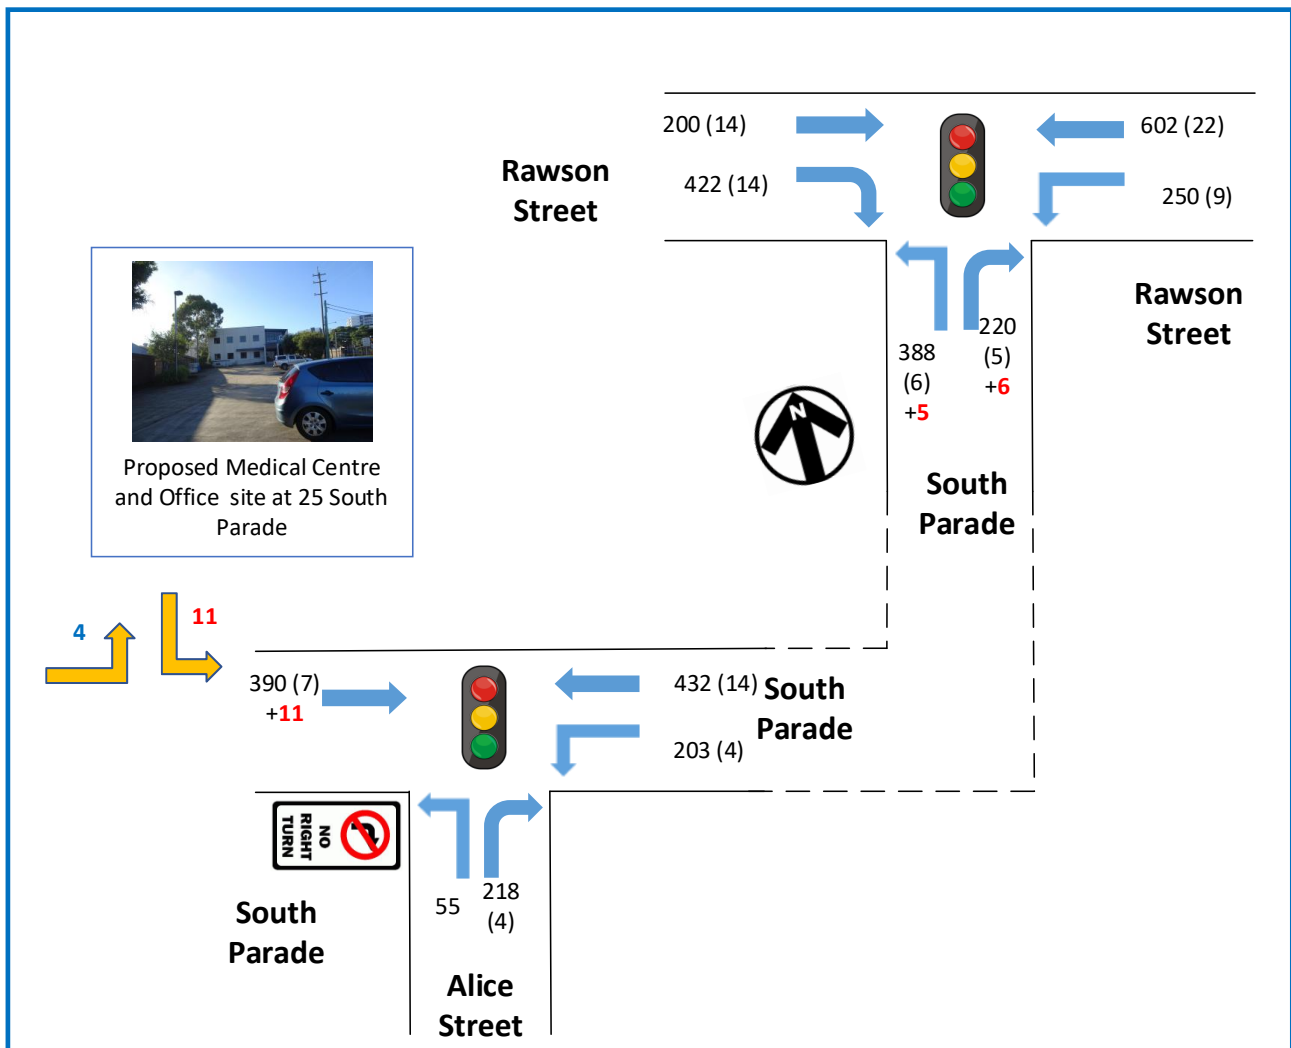 200 (14)
602 (22)
Rawson
Street
422 (14)
250 (9)
Rawson
Street
220
(5)
+6
388
(6)
+5
N
Proposed Medical Centre
and Office site at 25 South
Parade
South
Parade
4
11
390 (7)
+11
432 (14)
South
Parade
203 (4)
NO
RIGHT
TURN
South
Parade
55
218
(4)
Alice
Street